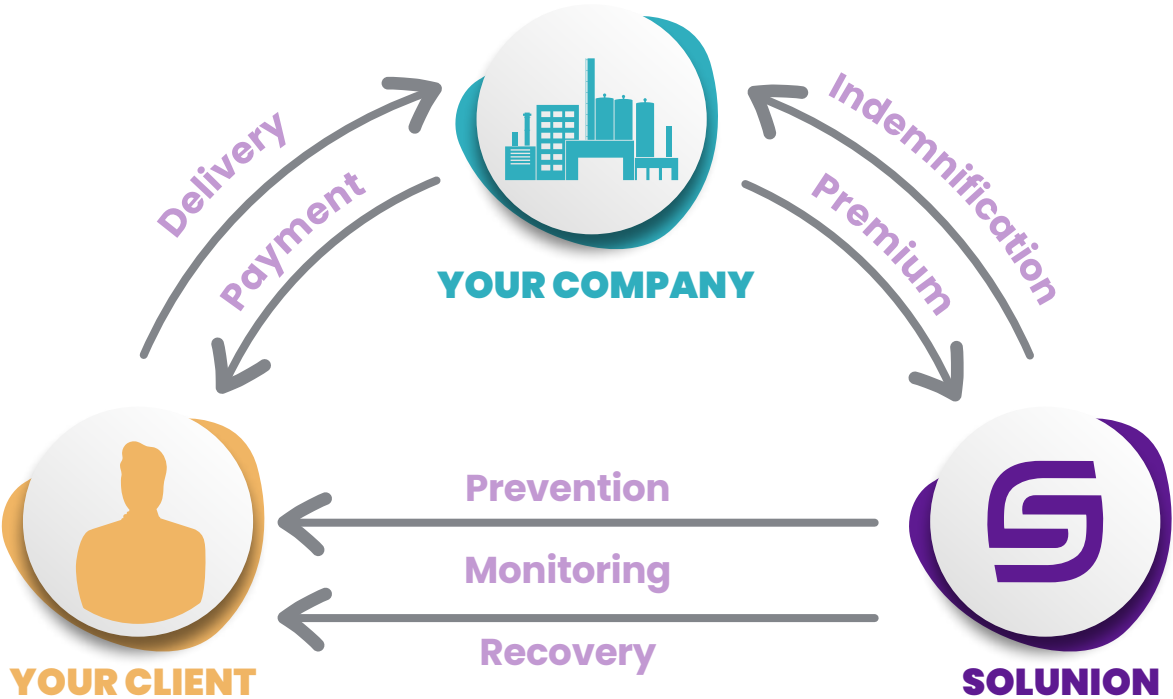 Delivery
Payment
Indemnification
Premium
YOUR COMPANY
Prevention
Monitoring
Recovery
YOUR CLIENT
SOLUNION